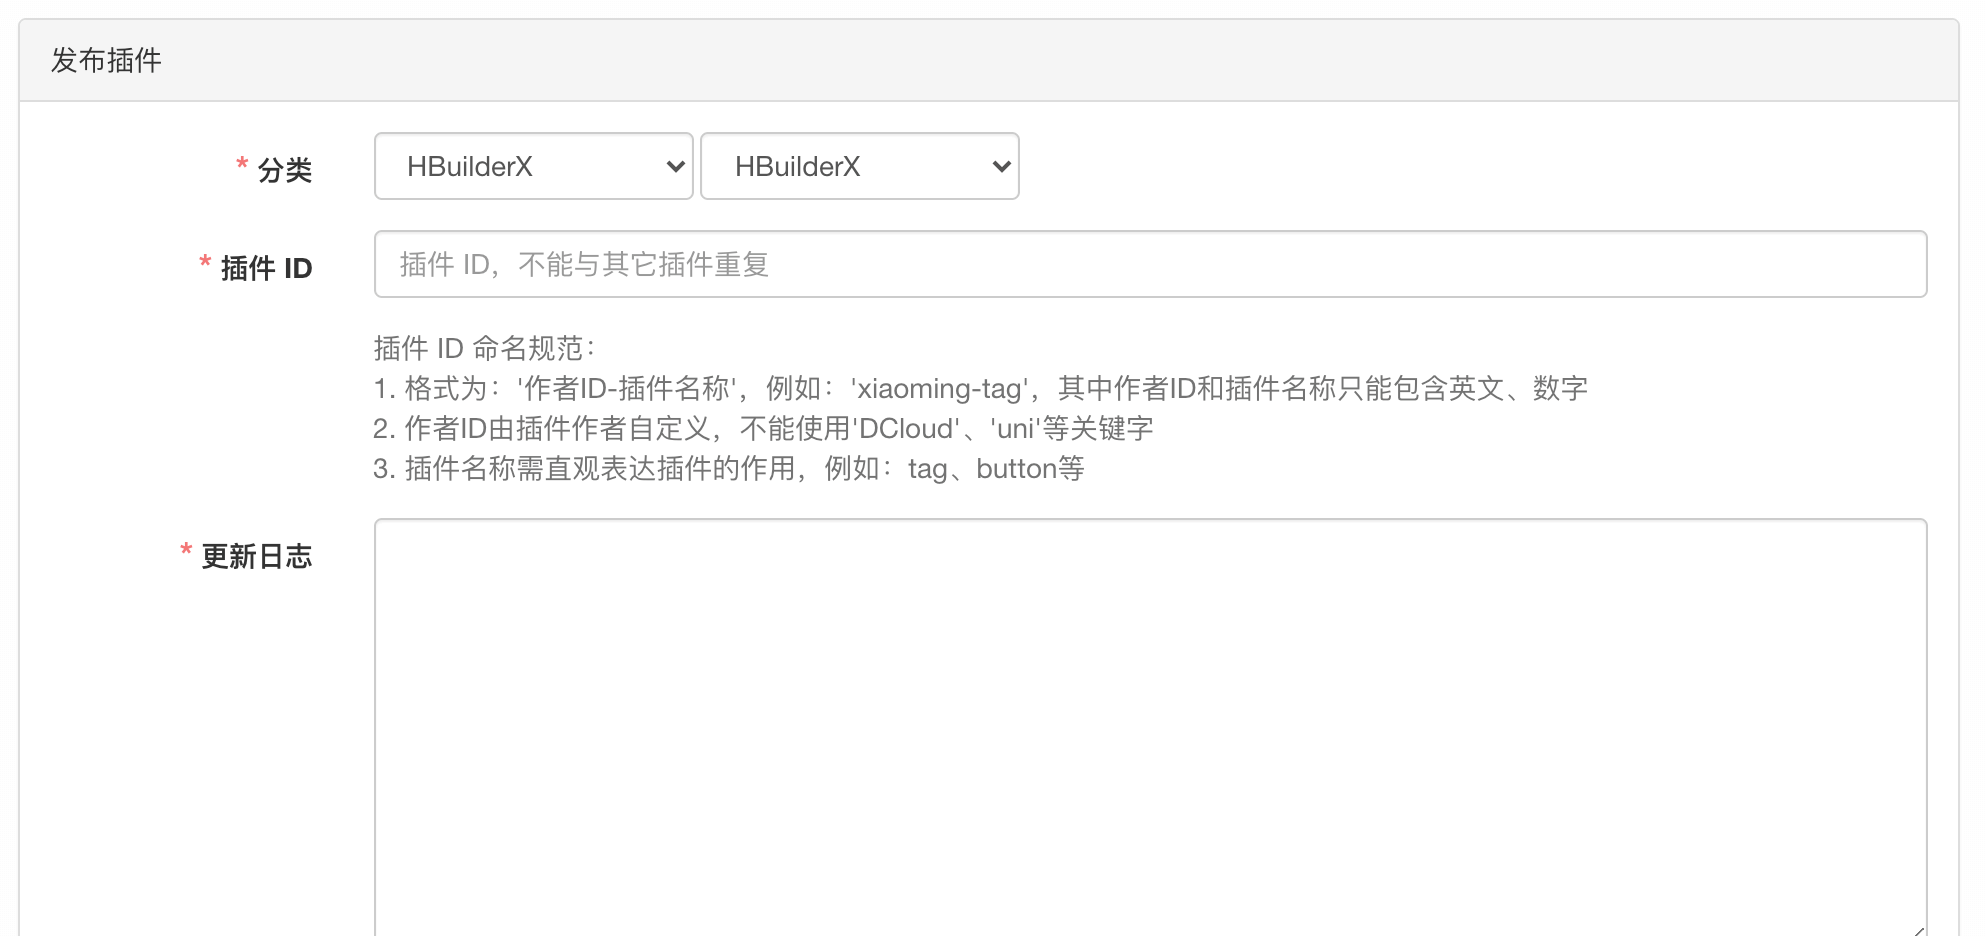 发布插件
* 分类
HBuilderX
HBuilderX
* 插件 ID
插件 ID，不能与其它插件重复
插件 ID 命名规范：
1. 格式为：'作者ID-插件名称'，例如：'xiaoming-tag'，其中作者ID和插件名称只能包含英文、数字
2. 作者ID由插件作者自定义，不能使用'DCloud'、'uni'等关键字
3. 插件名称需直观表达插件的作用，例如：tag、button等
* 更新日志